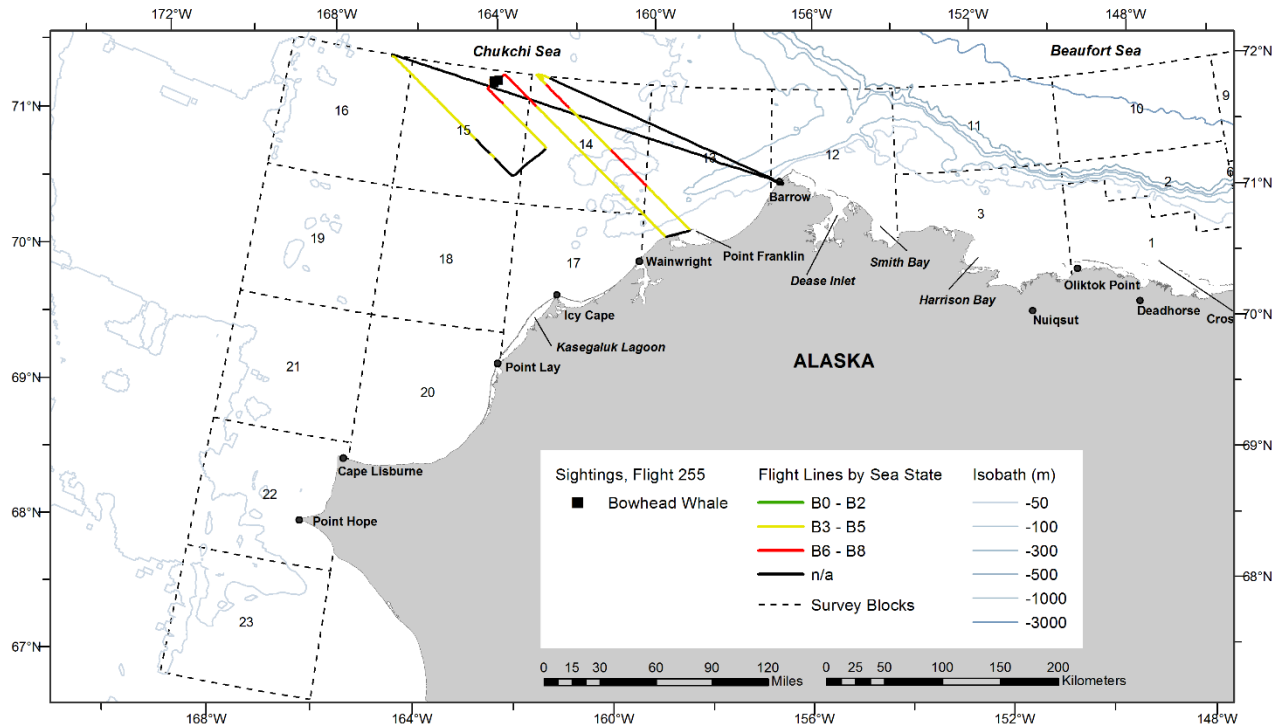 172°W 168°W 164°W 160°W 156°W 152°W 148°W
Chukchi Sea
Beaufort Sea
72°N
71°N
71°N
70°N
70°N
69°N
69°N
68°N
68°N
67°N
16
15
14
13
12
11
10
9
6
2
3
1
19
18
17
21
20
22
23
Barrow
Wainwright
Point Franklin
Dease Inlet
Smith Bay
Harrison Bay
Oliktok Point
Deadhorse
Nuiqsut
Cros
Icy Cape
Kasegaluk Lagoon
Point Lay
ALASKA
Cape Lisburne
Point Hope
Sightings, Flight 255
Bowhead Whale
Flight Lines by Sea State
B0 - B2
B3 - B5
B6 - B8
n/a
Survey Blocks
Isobath (m)
-50
-100
-300
-500
-1000
-3000
0 15 30 60 90 120
Miles
0 25 50 100 150 200
Kilometers
168°W 164°W 160°W 156°W 152°W 148°W